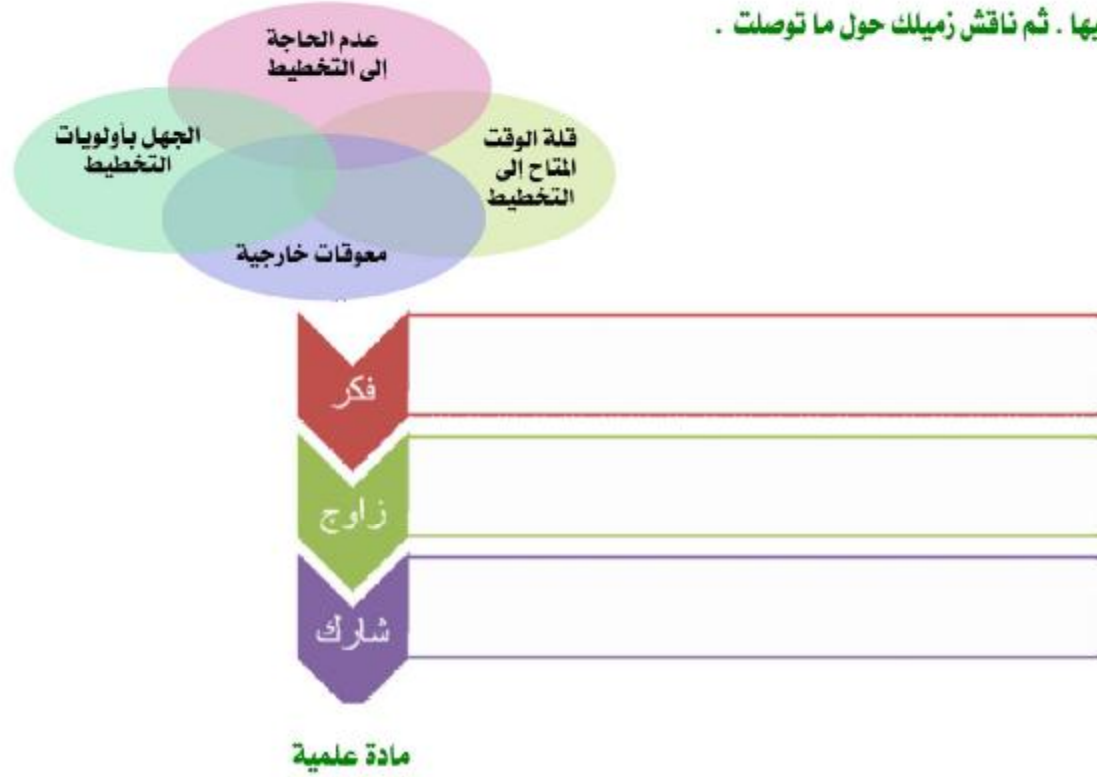 يها . ثم ناقش زميلك حول ما توصلت .
عدم الحاجة
إلى التخطيط
قلة الوقت
المتاح إلى
التخطيط
الجهل بأولويات
التخطيط
معوقات خارجية
فكر
زاوج
شارك
مادة علمية